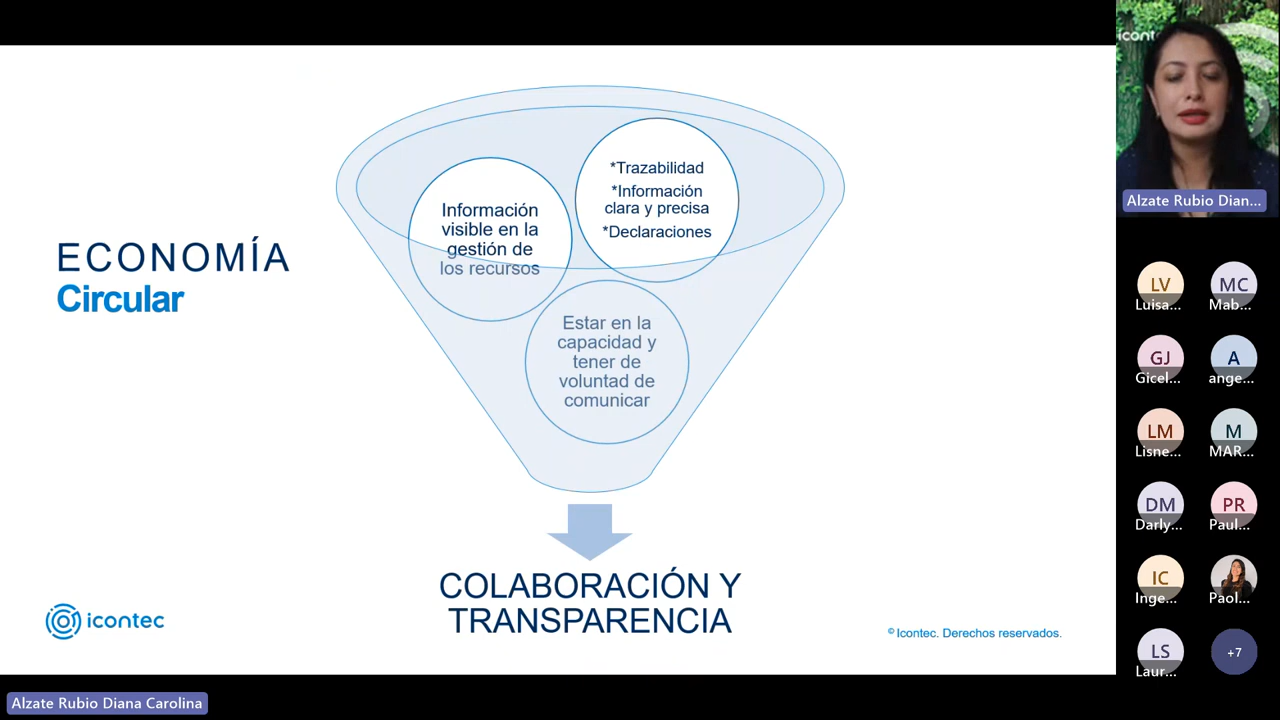 ECONOMÍA
Circular
Información
visible en la
gestión de
los recursos
*Trazabilidad
*Información
clara y precisa
*Declaraciones
Estar en la
capacidad y
tener de
voluntad de
comunicar
COLABORACIÓN Y
TRANSPARENCIA
icontec
© Icontec. Derechos reservados.
Alzate Rubio Diana Carolina
icont
Alzate Rubio Dian...
LV
Luisa...
MC
Mab...
GJ
Gicel...
A
ange...
LM
Lisne...
M
MAR...
DM
Darly...
PR
Paul...
IC
Inge...
Paol...
LS
Laur...
+7